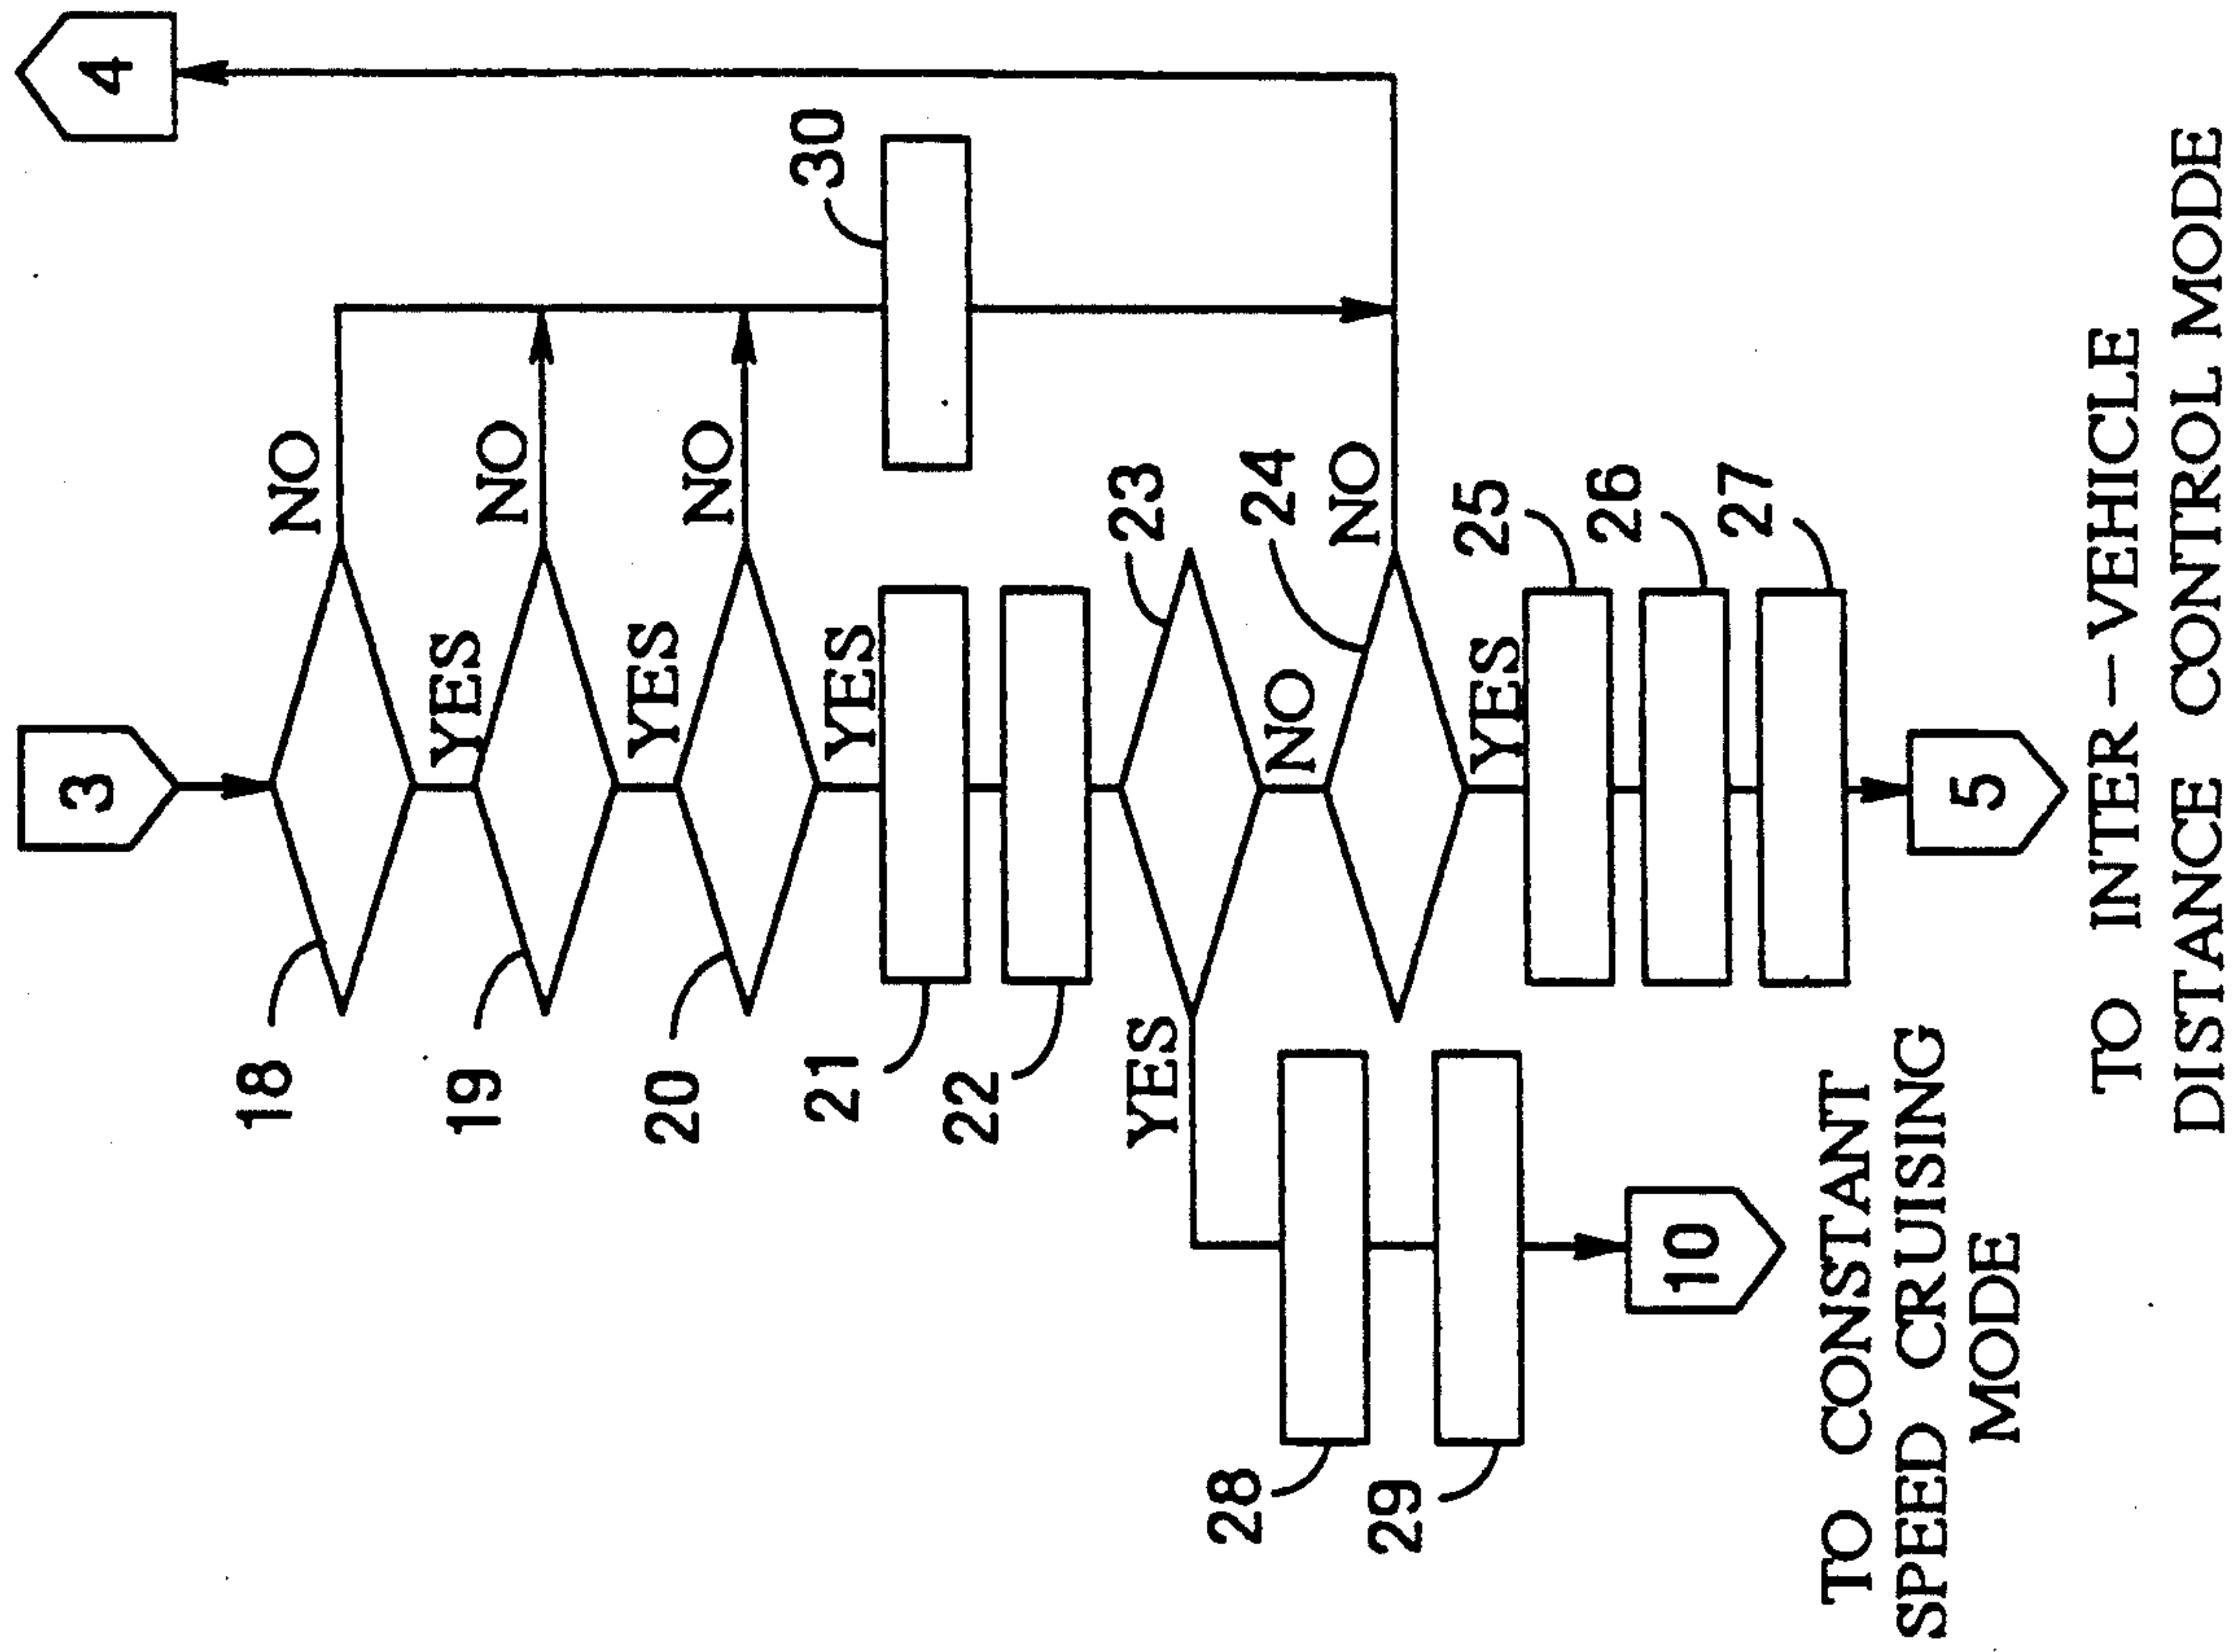 3
4
18
NO
YES
19
NO
YES
20
NO
YES
30
21
22
23
YES
NO
24
NO
YES
25
26
27
28
29
10
5
TO CONSTANT
SPEED CRUISING
MODE
TO INTER-VEHICLE
DISTANCE CONTROL MODE